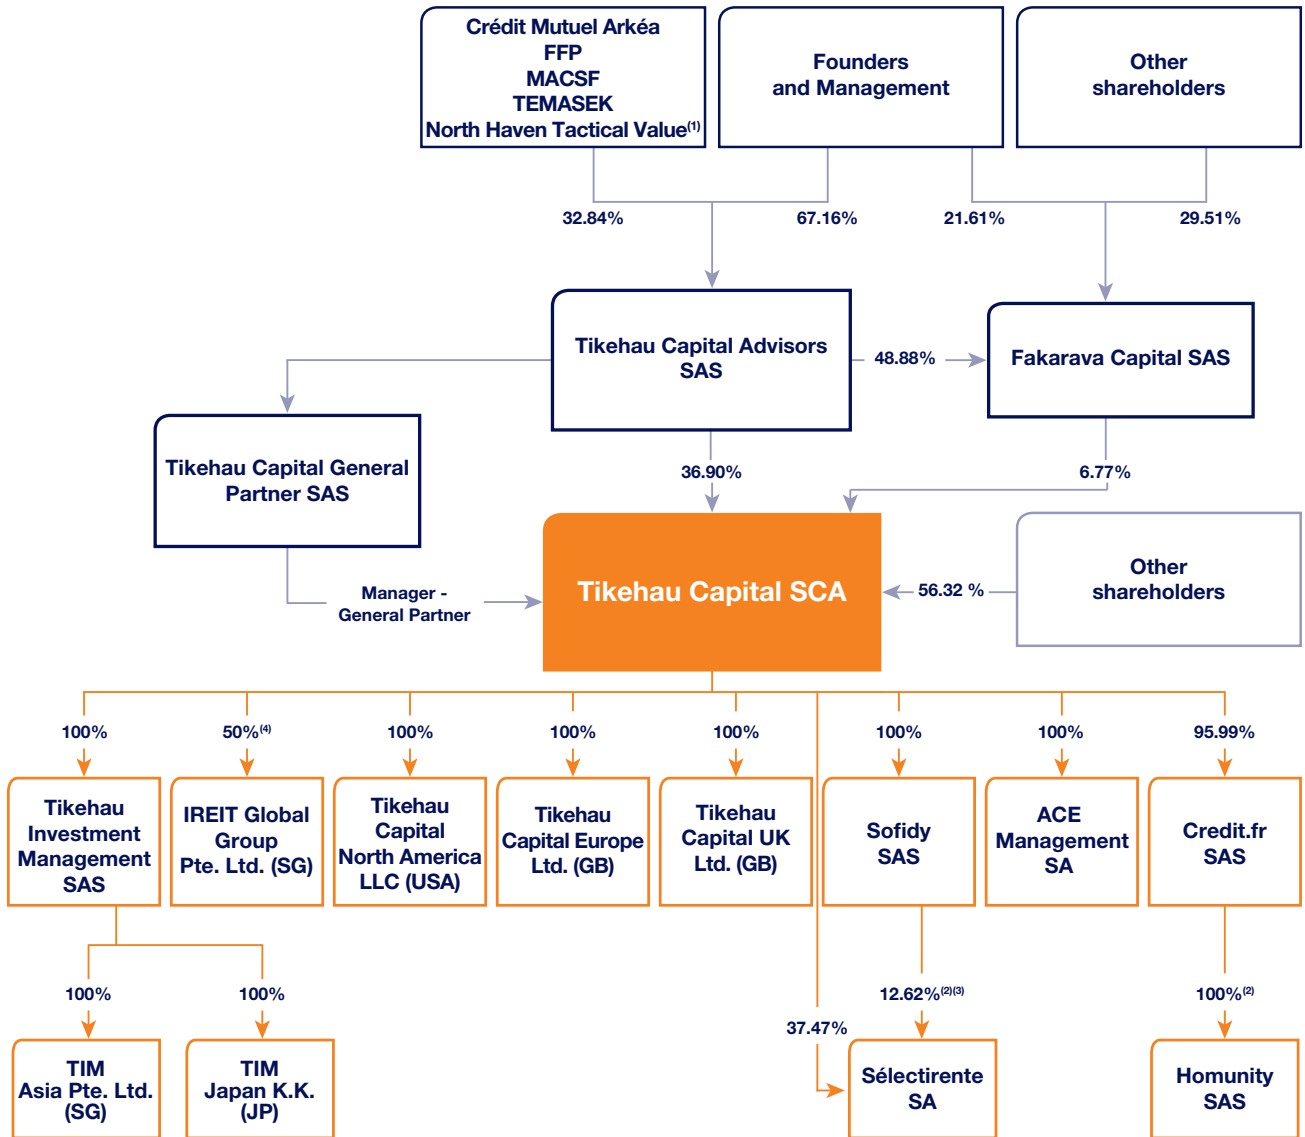 Crédit Mutuel Arkéa
FFP
MACSF
TEMASEK
North Haven Tactical Value(1)
Founders
and Management
Other
shareholders
32.84%
67.16%
21.61%
29.51%
Tikehau Capital Advisors
SAS
48.88%
Fakarava Capital SAS
Tikehau Capital General
Partner SAS
36.90%
6.77%
Tikehau Capital SCA
Manager -
General Partner
56.32 %
Other
shareholders
100%
50%(4)
100%
100%
100%
100%
100%
95.99%
Tikehau
Investment
Management
SAS
IREIT Global
Group
Pte. Ltd. (SG)
Tikehau
Capital
North America
LLC (USA)
Tikehau
Capital Europe
Ltd. (GB)
Tikehau
Capital UK
Ltd. (GB)
Sofidy
SAS
ACE
Management
SA
Credit.fr
SAS
100%
100%
37.47%
12.62%(2)(3)
100%(2)
TIM
Asia Pte. Ltd.
(SG)
TIM
Japan K.K.
(JP)
Sélectirente
SA
Homunity
SAS